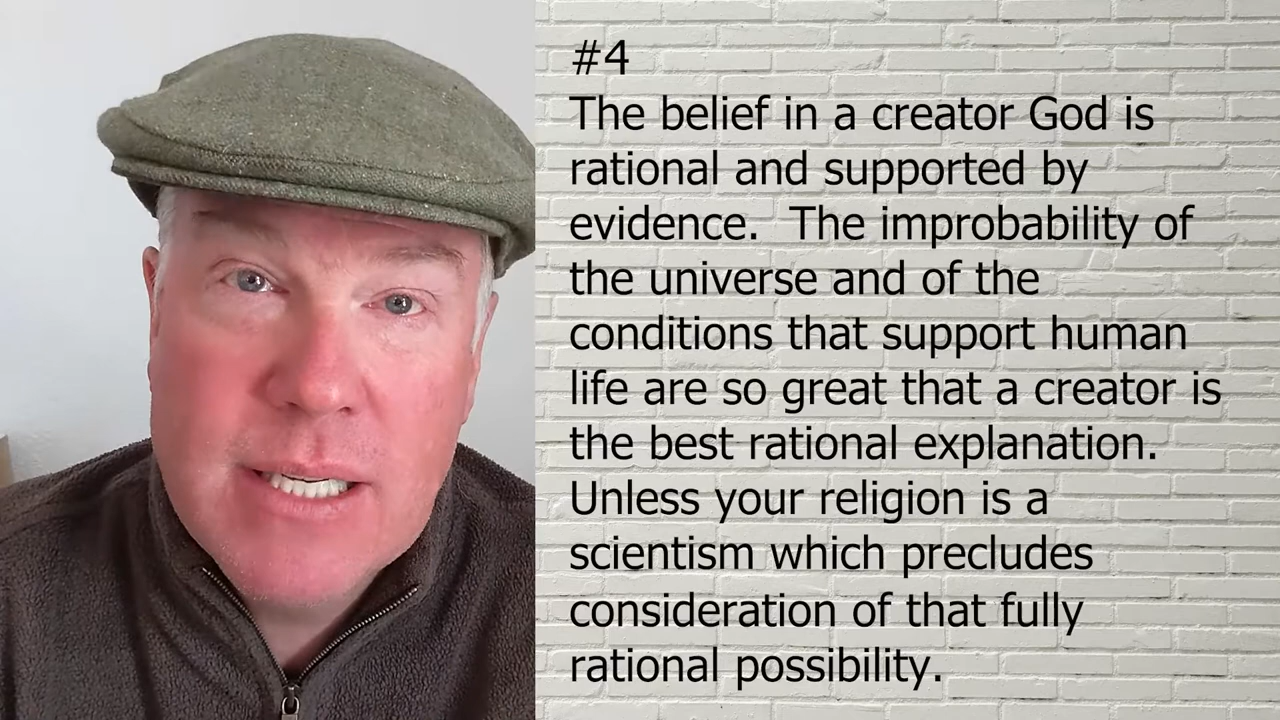 #4
The belief in a creator God is
rational and supported by
evidence.  The improbability of
the universe and of the
conditions that support human
life are so great that a creator is
the best rational explanation.
Unless your religion is a
scientism which precludes
consideration of that fully
rational possibility.